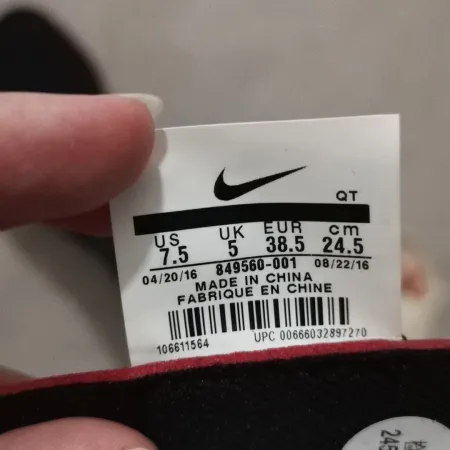 QT
US UK EUR cm
7.5 5 38.5 24.5
04/20/16 849560-001 08/22/16
MADE IN CHINA
FABRIQUE EN CHINE
106611564 UPC 00666032897270
245